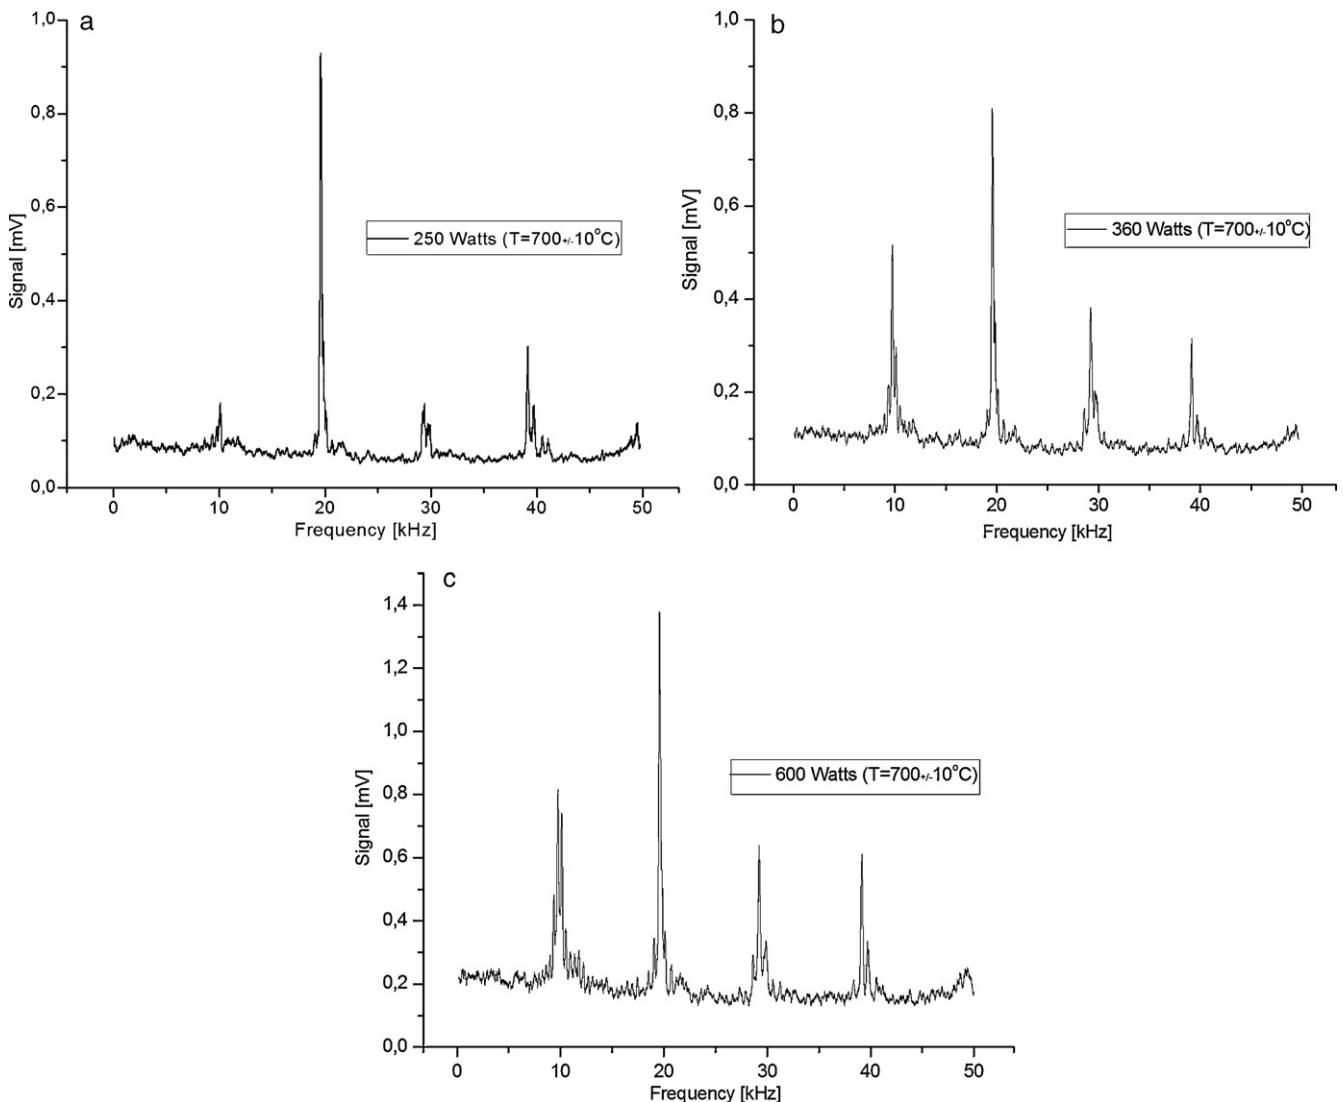 a
1,0
0,8
0,6
0,4
0,2
0,0
Signal [mV]
250 Watts (T=700+/-10°C)
0 10 20 30 40 50
Frequency [kHz]
b
1,0
0,8
0,6
0,4
0,2
0,0
Signal [mV]
360 Watts (T=700+/-10°C)
0 10 20 30 40 50
Frequency [kHz]
c
1,4
1,2
1,0
0,8
0,6
0,4
0,2
0,0
Signal [mV]
600 Watts (T=700+/-10°C)
0 10 20 30 40 50
Frequency [kHz]